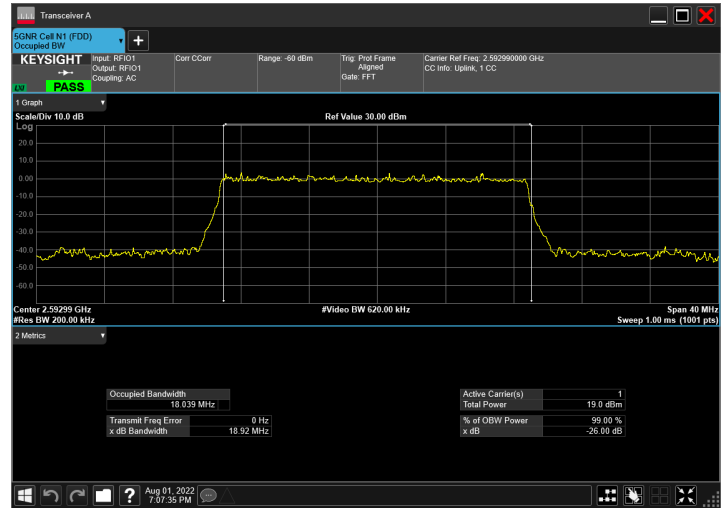 Transceiver A
5GNR Cell N1 (FDD)
Occupied BW
KEYSIGHT
Input: RFIO1
Output: RFIO1
Coupling: AC
Corr CCorr
Range: -60 dBm
Trig: Prot Frame
Aligned
Gate: FFT
Carrier Ref Freq: 2.592990000 GHz
CC Info: Uplink, 1 CC
PASS
1 Graph
Scale/Div 10.0 dB
Ref Value 30.00 dBm
Log
20.0
10.0
0.00
-10.0
-20.0
-30.0
-40.0
-50.0
-60.0
Center 2.59299 GHz
#Video BW 620.00 kHz
Span 40 MHz
#Res BW 200.00 kHz
Sweep 1.00 ms (1001 pts)
2 Metrics
Occupied Bandwidth
18.039 MHz
Transmit Freq Error 0 Hz
x dB Bandwidth 18.92 MHz
Active Carrier(s) 1
Total Power 19.0 dBm
% of OBW Power 99.00 %
x dB -26.00 dB
Aug 01, 2022
7:07:35 PM